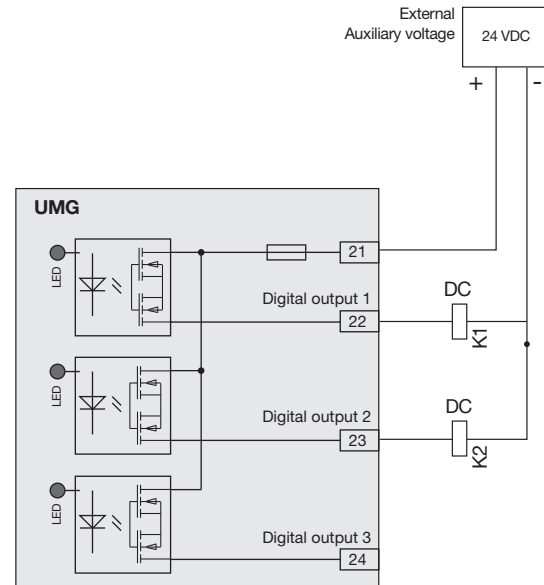 External
Auxiliary voltage
24 VDC
+
-
UMG
LED
21
DC
Digital output 1
22
K1
LED
DC
Digital output 2
23
K2
LED
Digital output 3
24